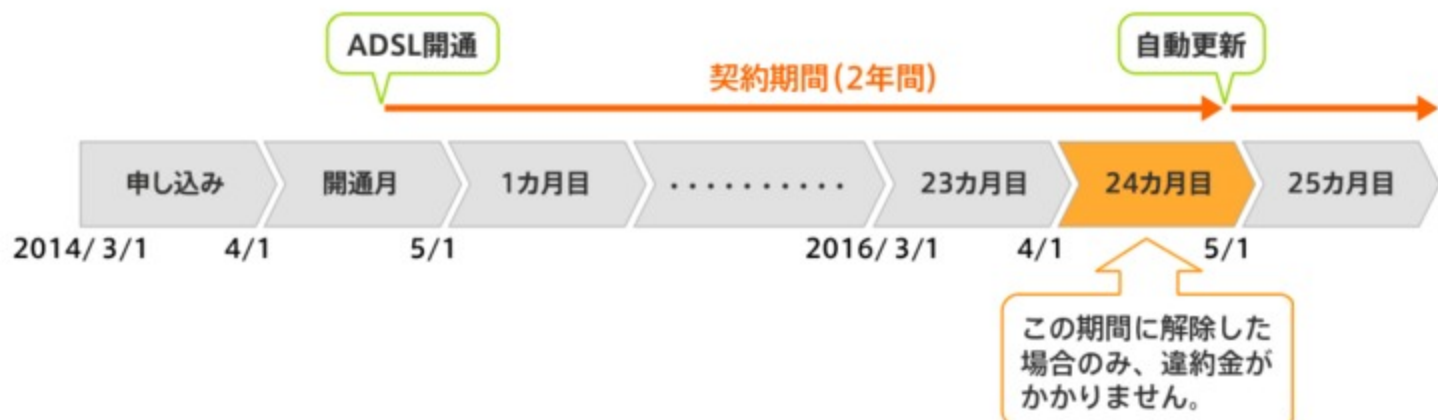 ADSL開通
自動更新
契約期間(2年間)
申し込み
開通月
1カ月目
··········
23カ月目
24カ月目
25カ月目
2014/ 3/1
4/1
5/1
2016/ 3/1
4/1
5/1
この期間に解除した
場合のみ、違約金が
かかりません。